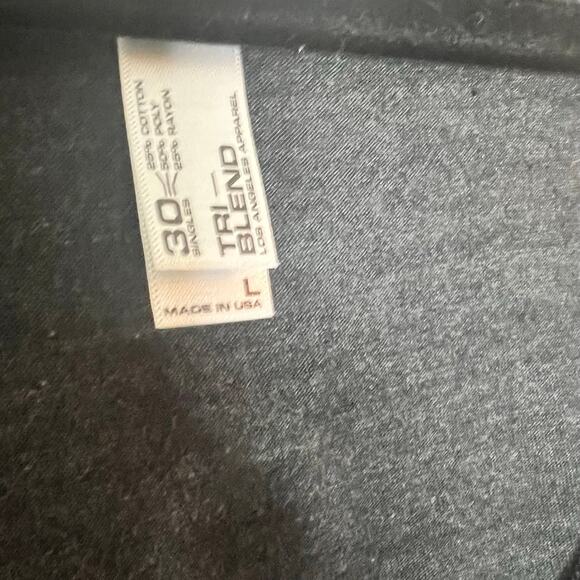 30
SINGLES
25% COTTON
50% POLY
25% RAYON
TRI-
BLEND
LOS ANGELES APPAREL
L
MADE IN USA